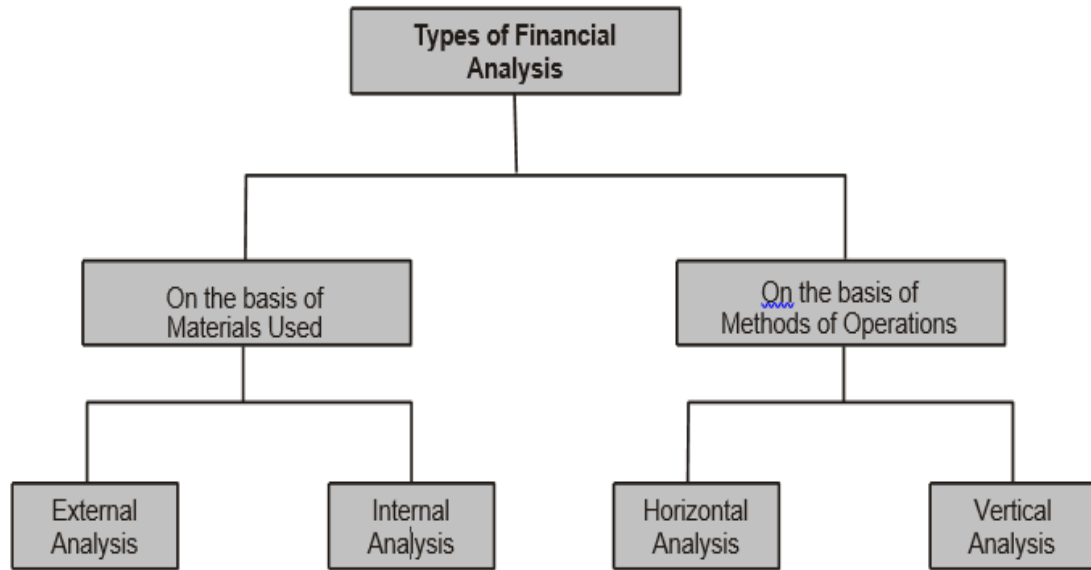 Types of Financial
Analysis
On the basis of
Materials Used
On the basis of
Methods of Operations
External
Analysis
Internal
Analysis
Horizontal
Analysis
Vertical
Analysis